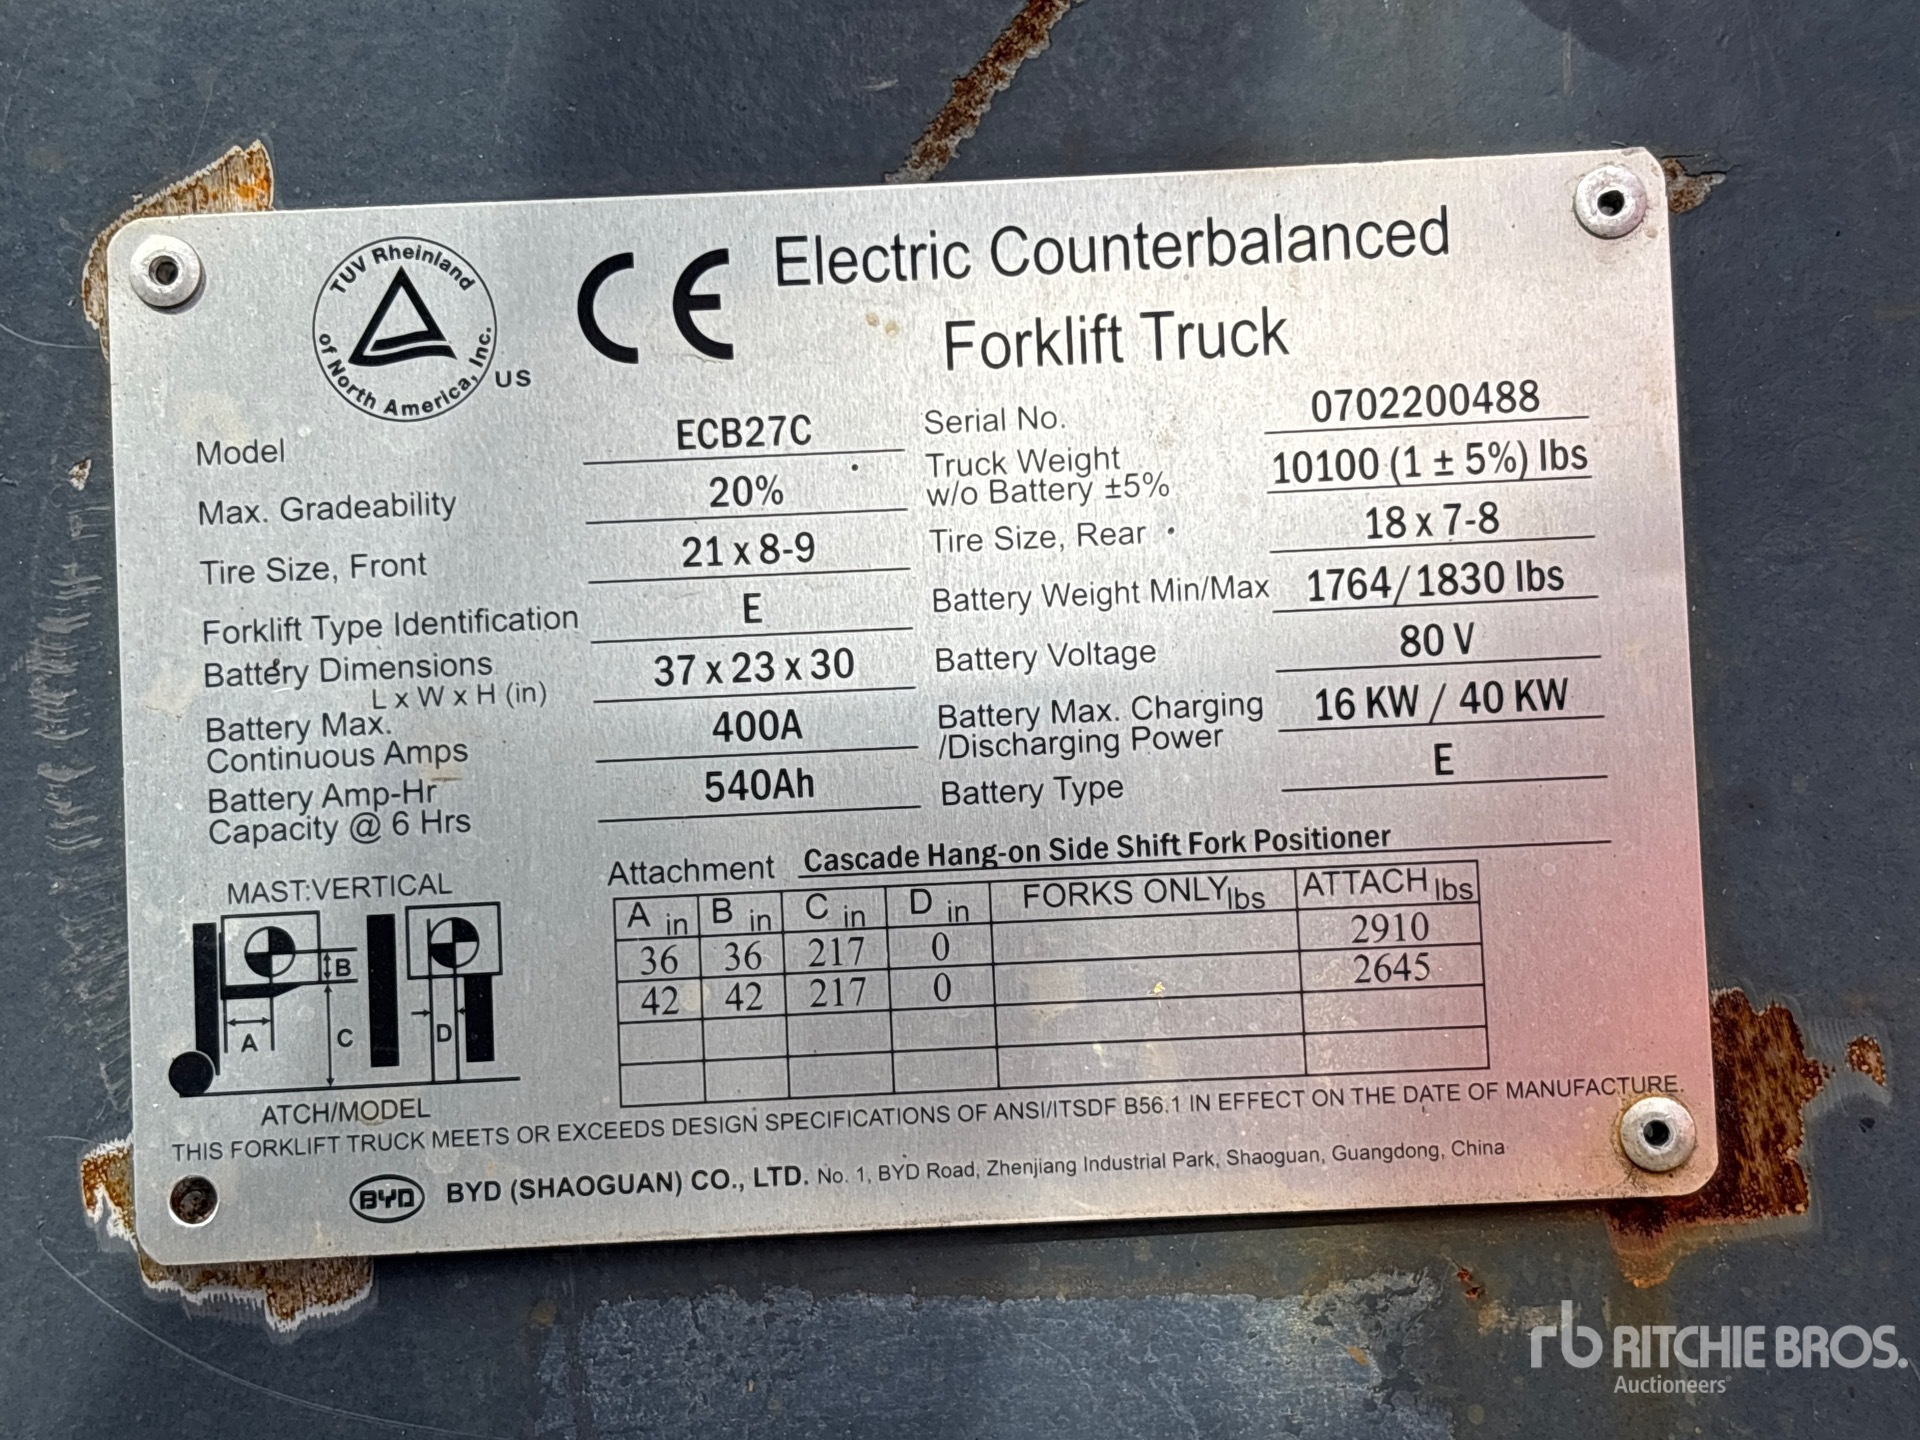 TUV Rheinland
of North America, Inc.
US
CE
Electric Counterbalanced
Forklift Truck
Model ECB27C
Serial No. 0702200488
Max. Gradeability 20%
Truck Weight
w/o Battery ±5% 10100 (1 ± 5%) lbs
Tire Size, Front 21 x 8-9
Tire Size, Rear 18 x 7-8
Forklift Type Identification E
Battery Weight Min/Max 1764/1830 lbs
Battery Dimensions
L x W x H (in) 37 x 23 x 30
Battery Voltage 80 V
Battery Max.
Continuous Amps 400A
Battery Max. Charging
/Discharging Power 16 KW / 40 KW
Battery Amp-Hr
Capacity @ 6 Hrs 540Ah
Battery Type E
Attachment Cascade Hang-on Side Shift Fork Positioner
MAST:VERTICAL
B
A
C
D
ATCH/MODEL
A in B in C in D in FORKS ONLY lbs ATTACH lbs
36 36 217 0 2910
42 42 217 0 2645
THIS FORKLIFT TRUCK MEETS OR EXCEEDS DESIGN SPECIFICATIONS OF ANSI/ITSDF B56.1 IN EFFECT ON THE DATE OF MANUFACTURE.
BYD BYD (SHAOGUAN) CO., LTD. No. 1, BYD Road, Zhenjiang Industrial Park, Shaoguan, Guangdong, China
rb RITCHIE BROS.
Auctioneers